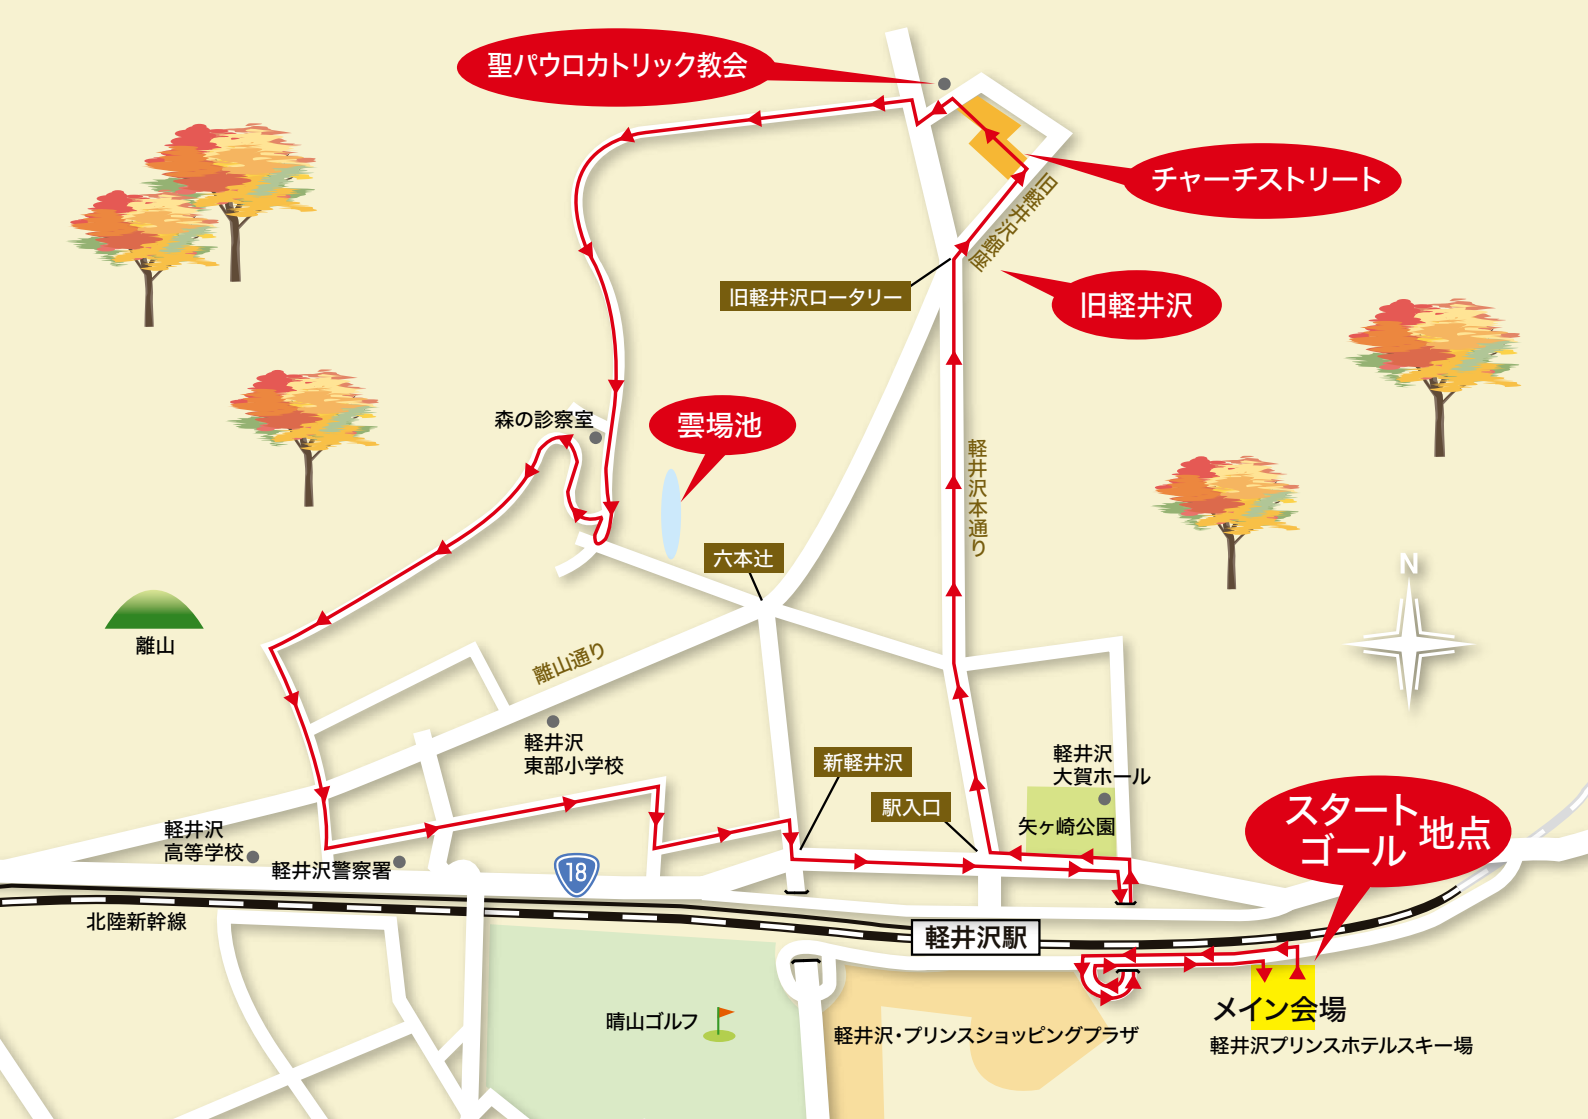 聖パウロカトリック教会
チャーチストリート
旧軽井沢銀座
旧軽井沢ロータリー
旧軽井沢
森の診察室
雲場池
軽井沢本通り
六本辻
N
離山
離山通り
軽井沢
東部小学校
新軽井沢
軽井沢
大賀ホール
駅入口
矢ヶ崎公園
スタート
ゴール
地点
軽井沢
高等学校
軽井沢警察署
18
北陸新幹線
軽井沢駅
晴山ゴルフ
軽井沢・プリンスショッピングプラザ
メイン会場
軽井沢プリンスホテルスキー場